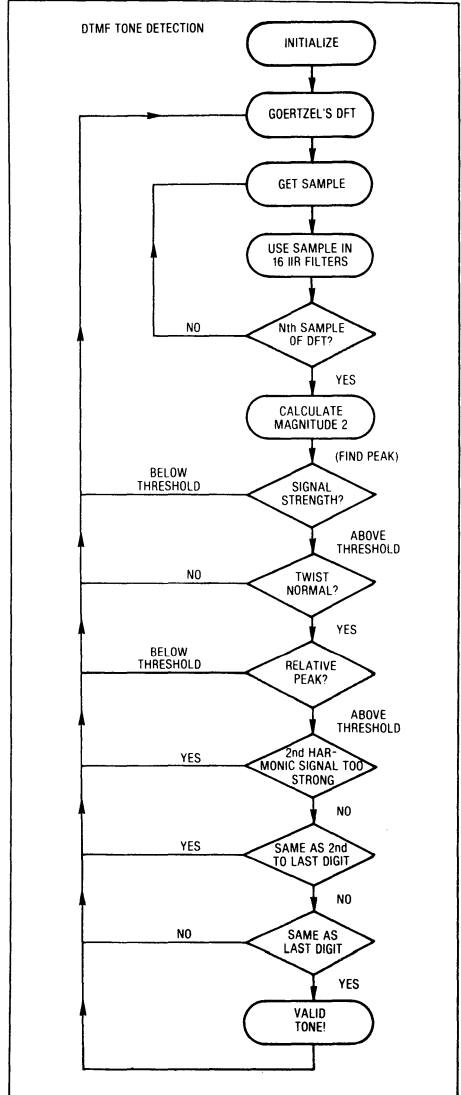 DTMF TONE DETECTION
INITIALIZE
GOERTZEL'S DFT
GET SAMPLE
USE SAMPLE IN
16 IIR FILTERS
NO
Nth SAMPLE
OF DFT?
YES
CALCULATE
MAGNITUDE 2
(FIND PEAK)
BELOW
THRESHOLD
SIGNAL
STRENGTH?
ABOVE
THRESHOLD
NO
TWIST
NORMAL?
YES
BELOW
THRESHOLD
RELATIVE
PEAK?
ABOVE
THRESHOLD
YES
2nd HAR-
MONIC SIGNAL TOO
STRONG
NO
YES
SAME AS 2nd
TO LAST DIGIT
NO
NO
SAME AS
LAST DIGIT
YES
VALID
TONE!